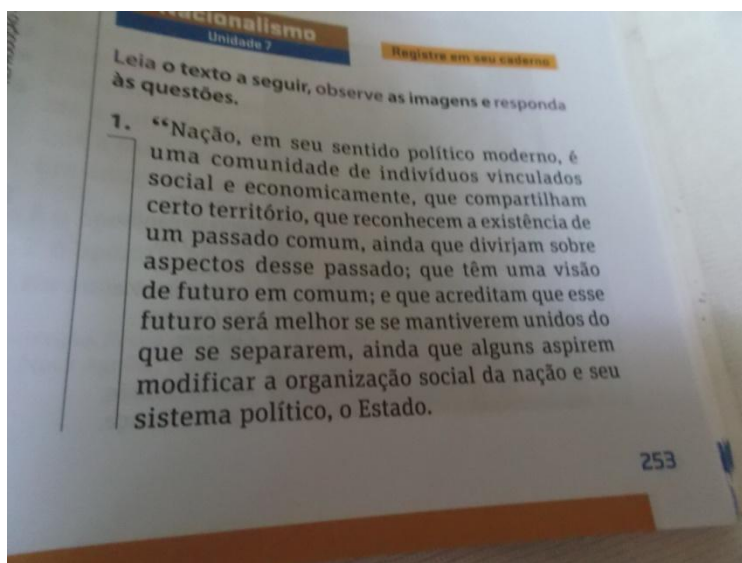 Nacionalismo
Unidade 7
Registre em seu caderno
Leia o texto a seguir, observe as imagens e responda
às questões.
1. “Nação, em seu sentido político moderno, é
uma comunidade de indivíduos vinculados
social e economicamente, que compartilham
certo território, que reconhecem a existência de
um passado comum, ainda que divirjam sobre
aspectos desse passado; que têm uma visão
de futuro em comum; e que acreditam que esse
futuro será melhor se se mantiverem unidos do
que se separarem, ainda que alguns aspirem
modificar a organização social da nação e seu
sistema político, o Estado.
253